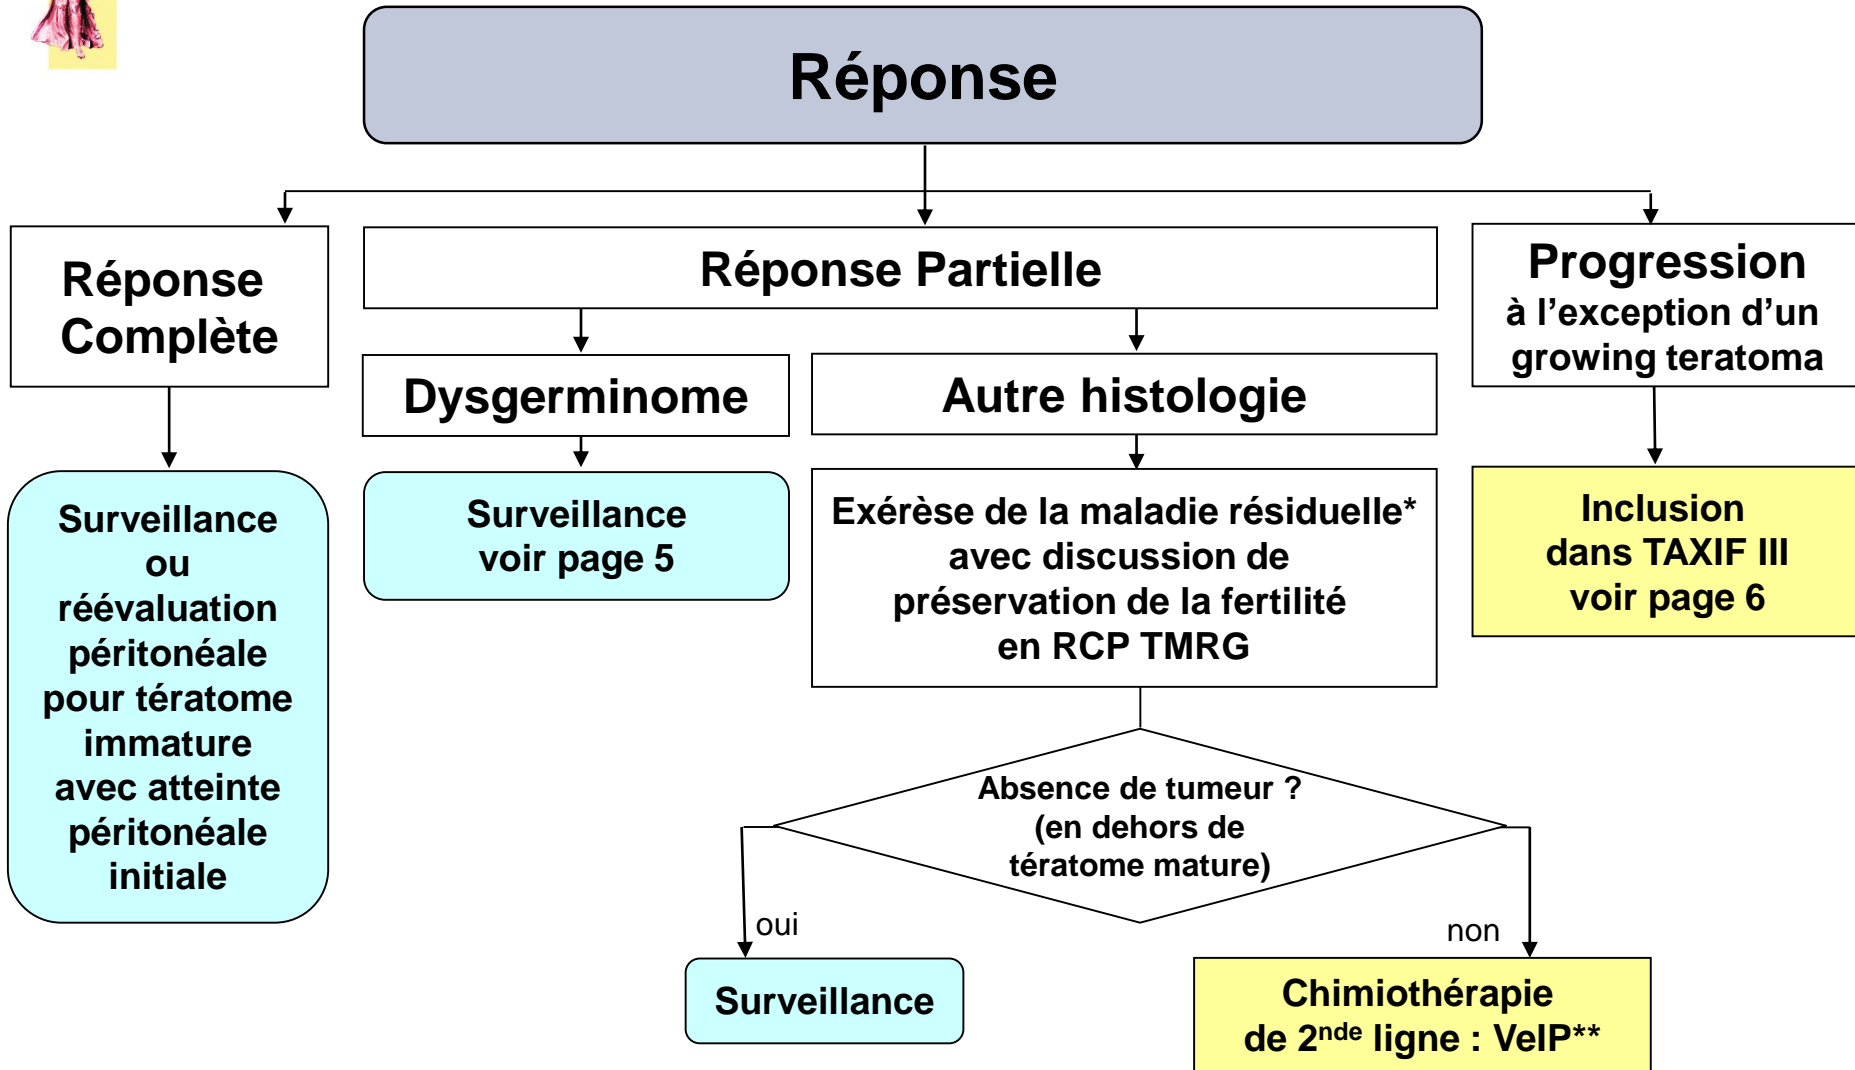 Réponse
Réponse
Complète
Réponse Partielle
Progression
à l'exception d'un
growing teratoma
Dysgerminome
Autre histologie
Surveillance
ou
réévaluation
péritonéale
pour tératome
immature
avec atteinte
péritonéale
initiale
Surveillance
voir page 5
Exérèse de la maladie résiduelle*
avec discussion de
préservation de la fertilité
en RCP TMRG
Inclusion
dans TAXIF III
voir page 6
Absence de tumeur ?
(en dehors de
tératome mature)
oui
non
Surveillance
Chimiothérapie
de 2nde ligne : VeIP**